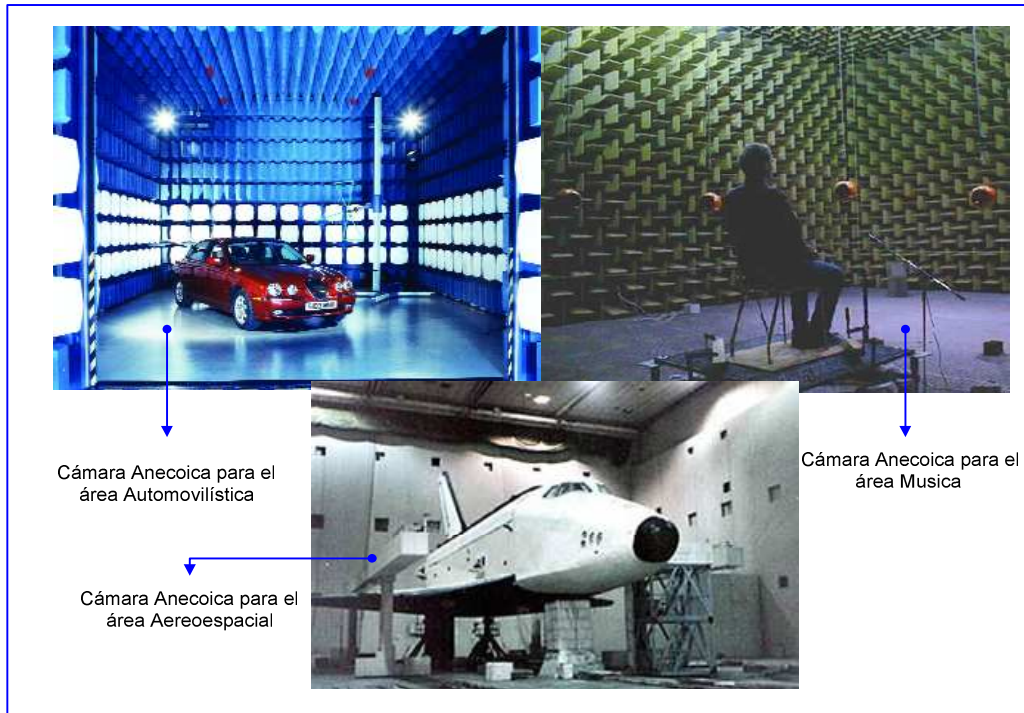 Cámara Anecoica para el
área Automovilística
Cámara Anecoica para el
área Musica
Cámara Anecoica para el
área Aereoespacial